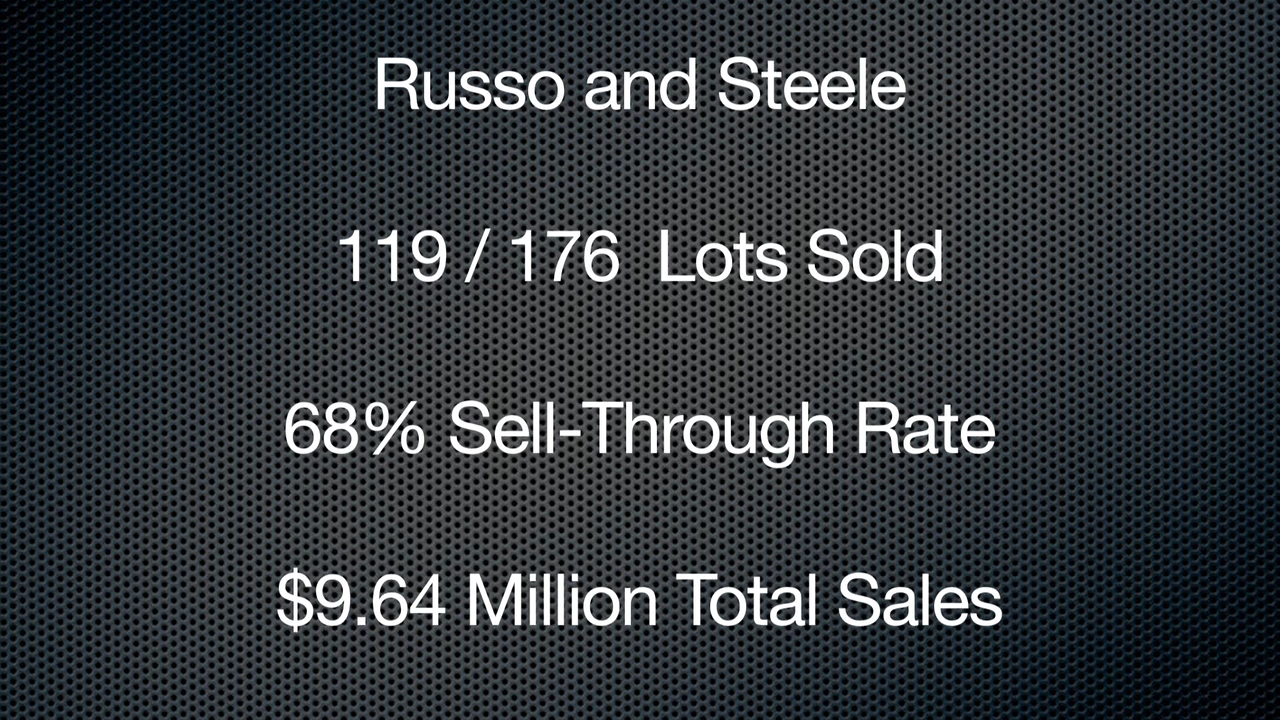 Russo and Steele
119 / 176 Lots Sold
68% Sell-Through Rate
$9.64 Million Total Sales